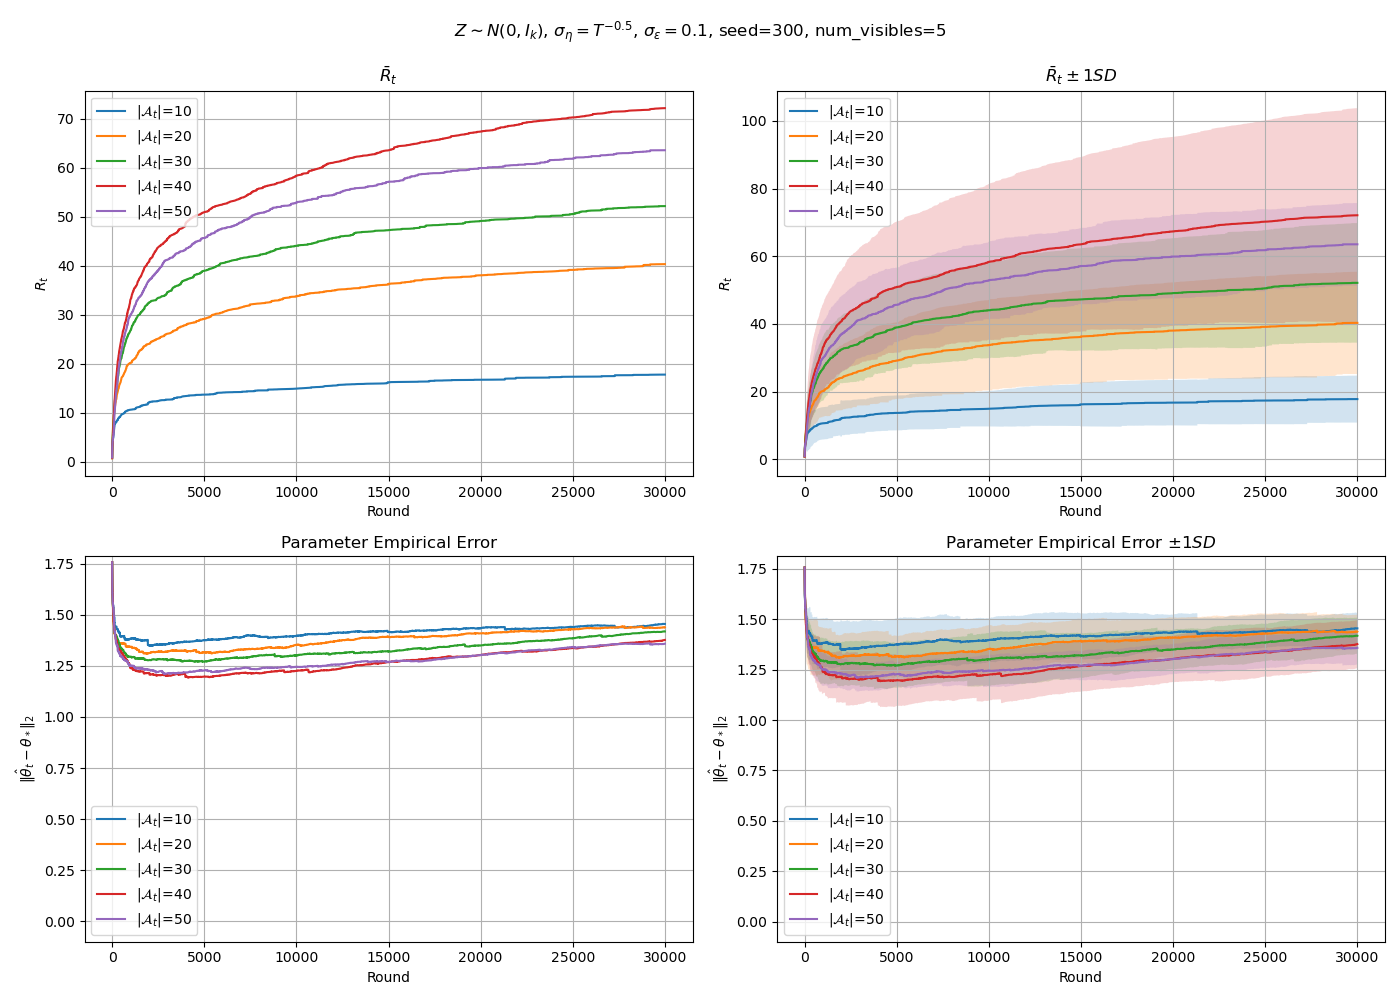 Z ∼ N(0, I_k), σ_η = T^{−0.5}, σ_ε = 0.1, seed=300, num_visibles=5
R̄_t
R_t
70
60
50
40
30
20
10
0
|𝒜_t|=10
|𝒜_t|=20
|𝒜_t|=30
|𝒜_t|=40
|𝒜_t|=50
0 5000 10000 15000 20000 25000 30000
Round
R̄_t ± 1SD
R_t
100
80
60
40
20
0
|𝒜_t|=10
|𝒜_t|=20
|𝒜_t|=30
|𝒜_t|=40
|𝒜_t|=50
0 5000 10000 15000 20000 25000 30000
Round
Parameter Empirical Error
‖θ̂_t − θ_*‖_2
1.75
1.50
1.25
1.00
0.75
0.50
0.25
0.00
|𝒜_t|=10
|𝒜_t|=20
|𝒜_t|=30
|𝒜_t|=40
|𝒜_t|=50
0 5000 10000 15000 20000 25000 30000
Round
Parameter Empirical Error ±1SD
‖θ̂_t − θ_*‖_2
1.75
1.50
1.25
1.00
0.75
0.50
0.25
0.00
|𝒜_t|=10
|𝒜_t|=20
|𝒜_t|=30
|𝒜_t|=40
|𝒜_t|=50
0 5000 10000 15000 20000 25000 30000
Round